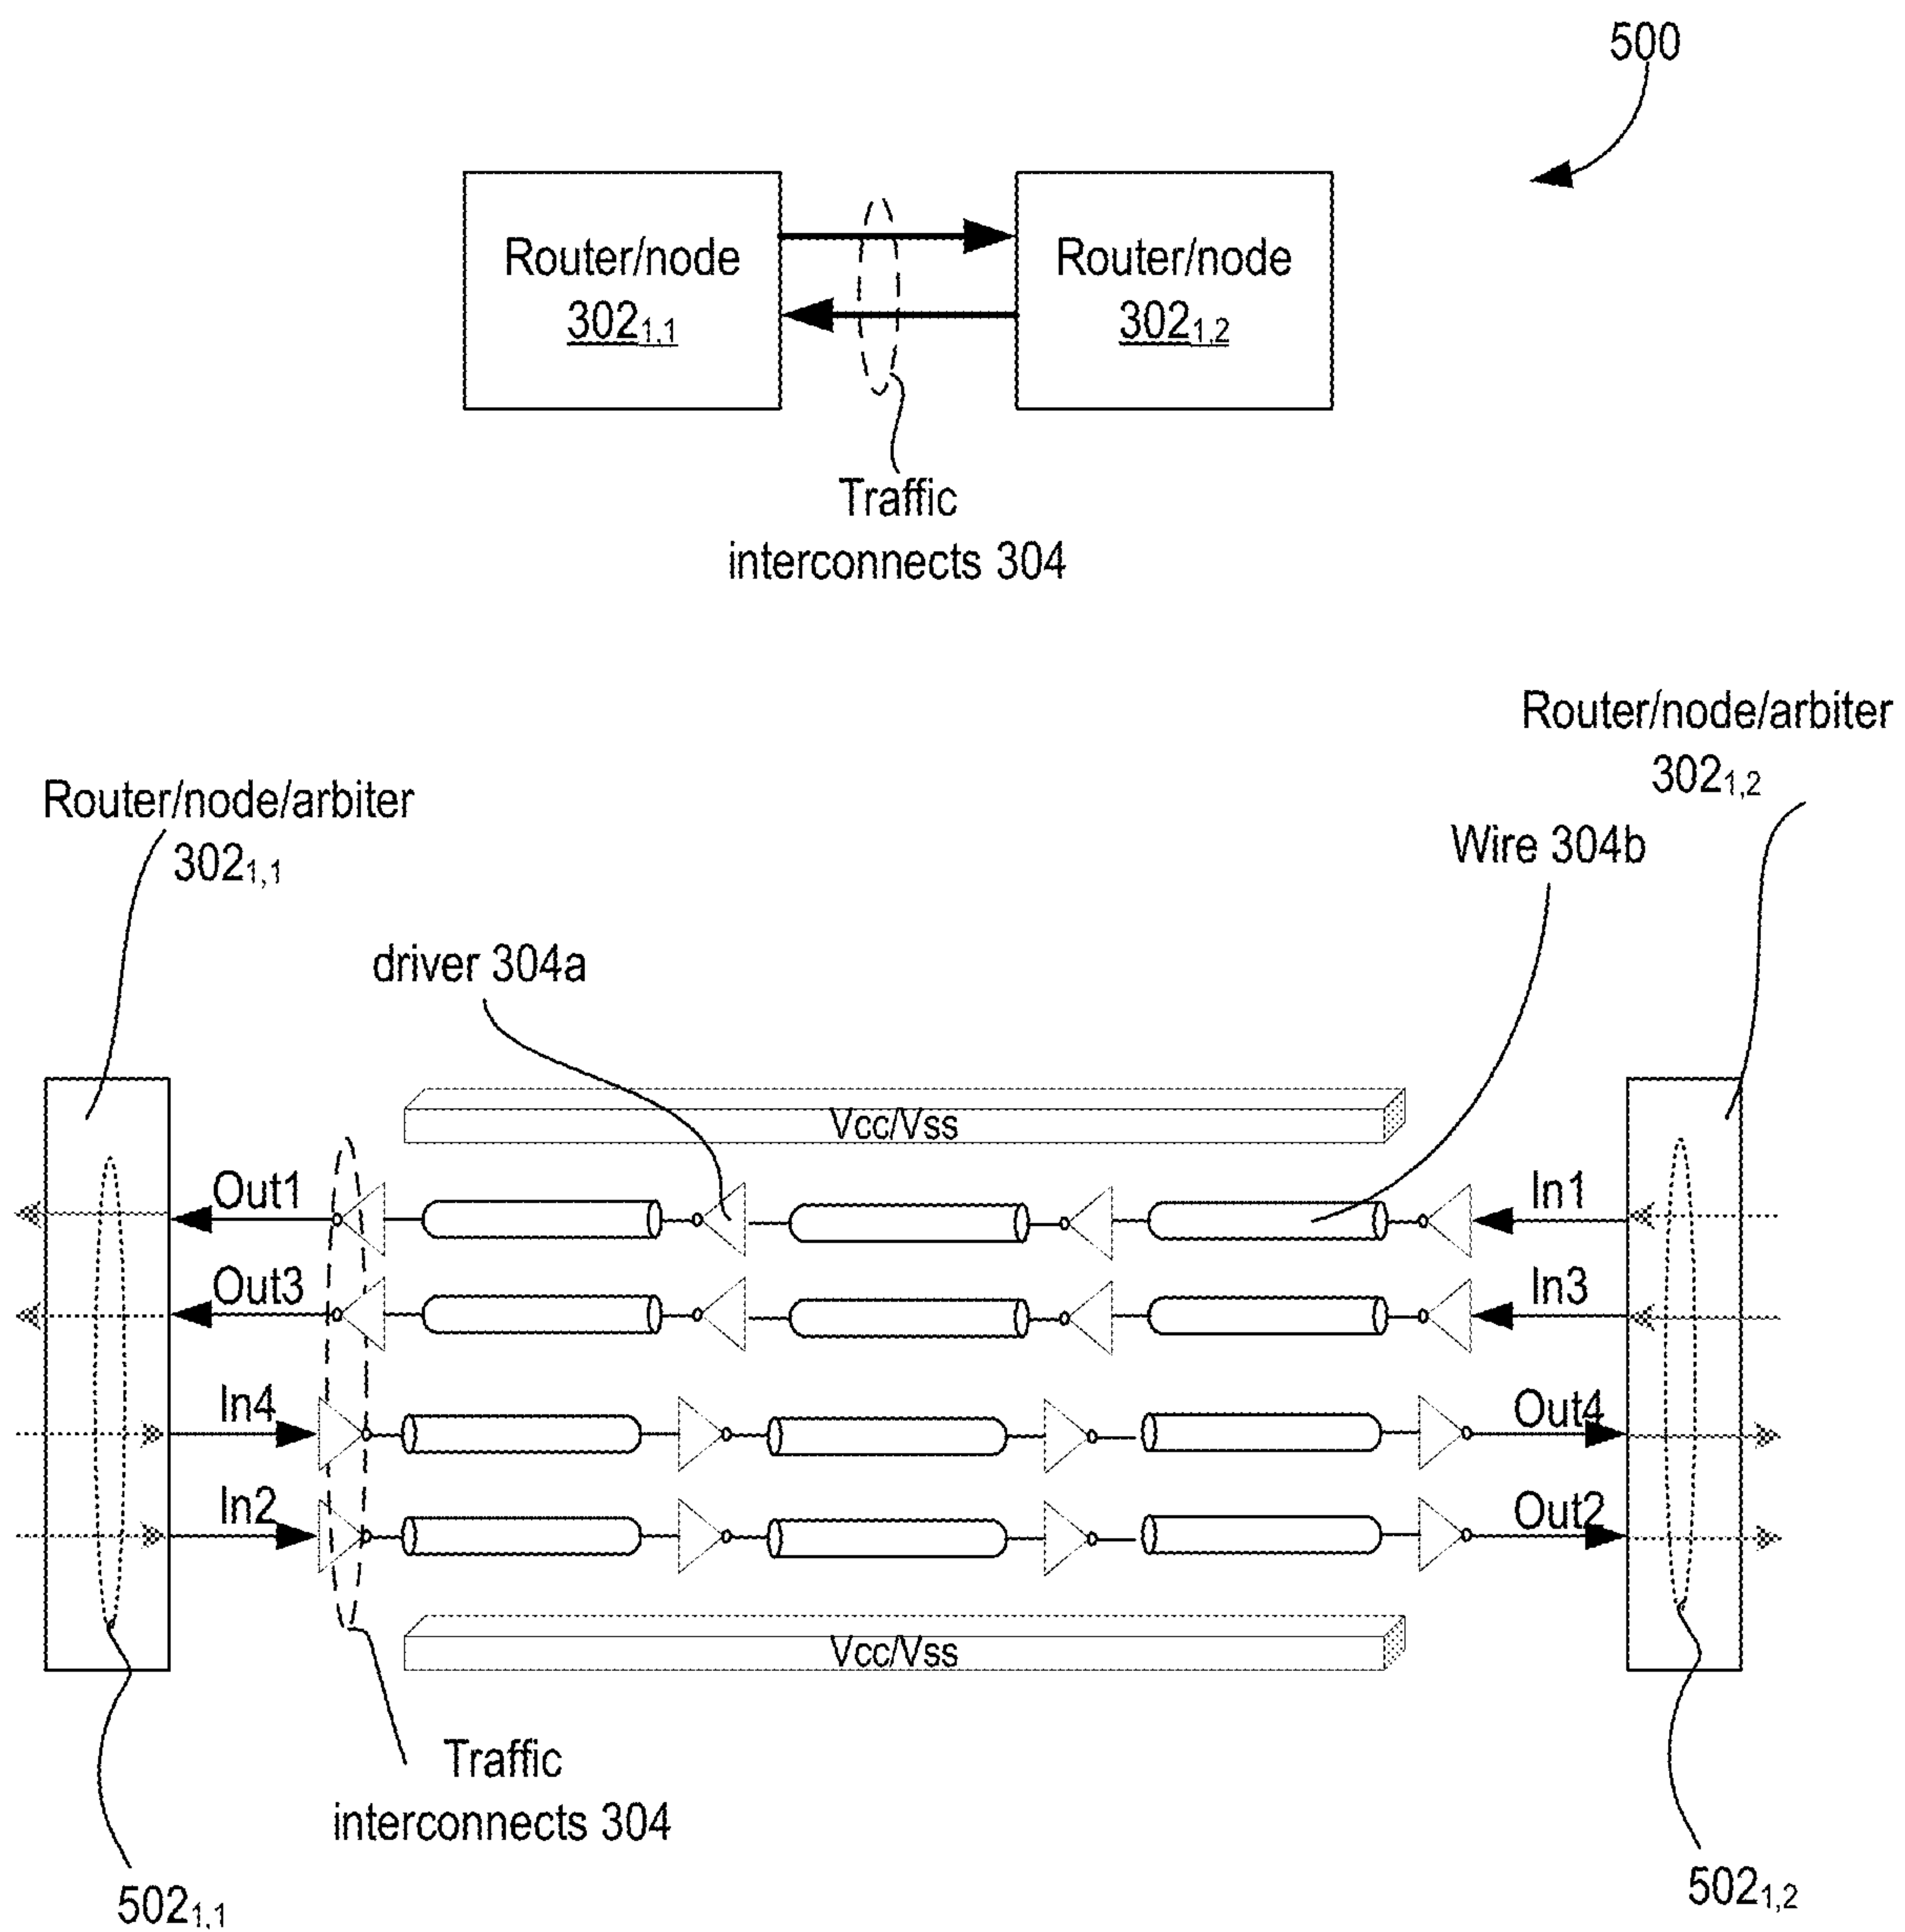 500
Router/node
302₁,₁
Router/node
302₁,₂
Traffic
interconnects 304
Router/node/arbiter
302₁,₂
Router/node/arbiter
302₁,₁
Wire 304b
driver 304a
Vcc/Vss
Out1
In1
Out3
In3
In4
Out4
In2
Out2
Vcc/Vss
Traffic
interconnects 304
502₁,₁
502₁,₂